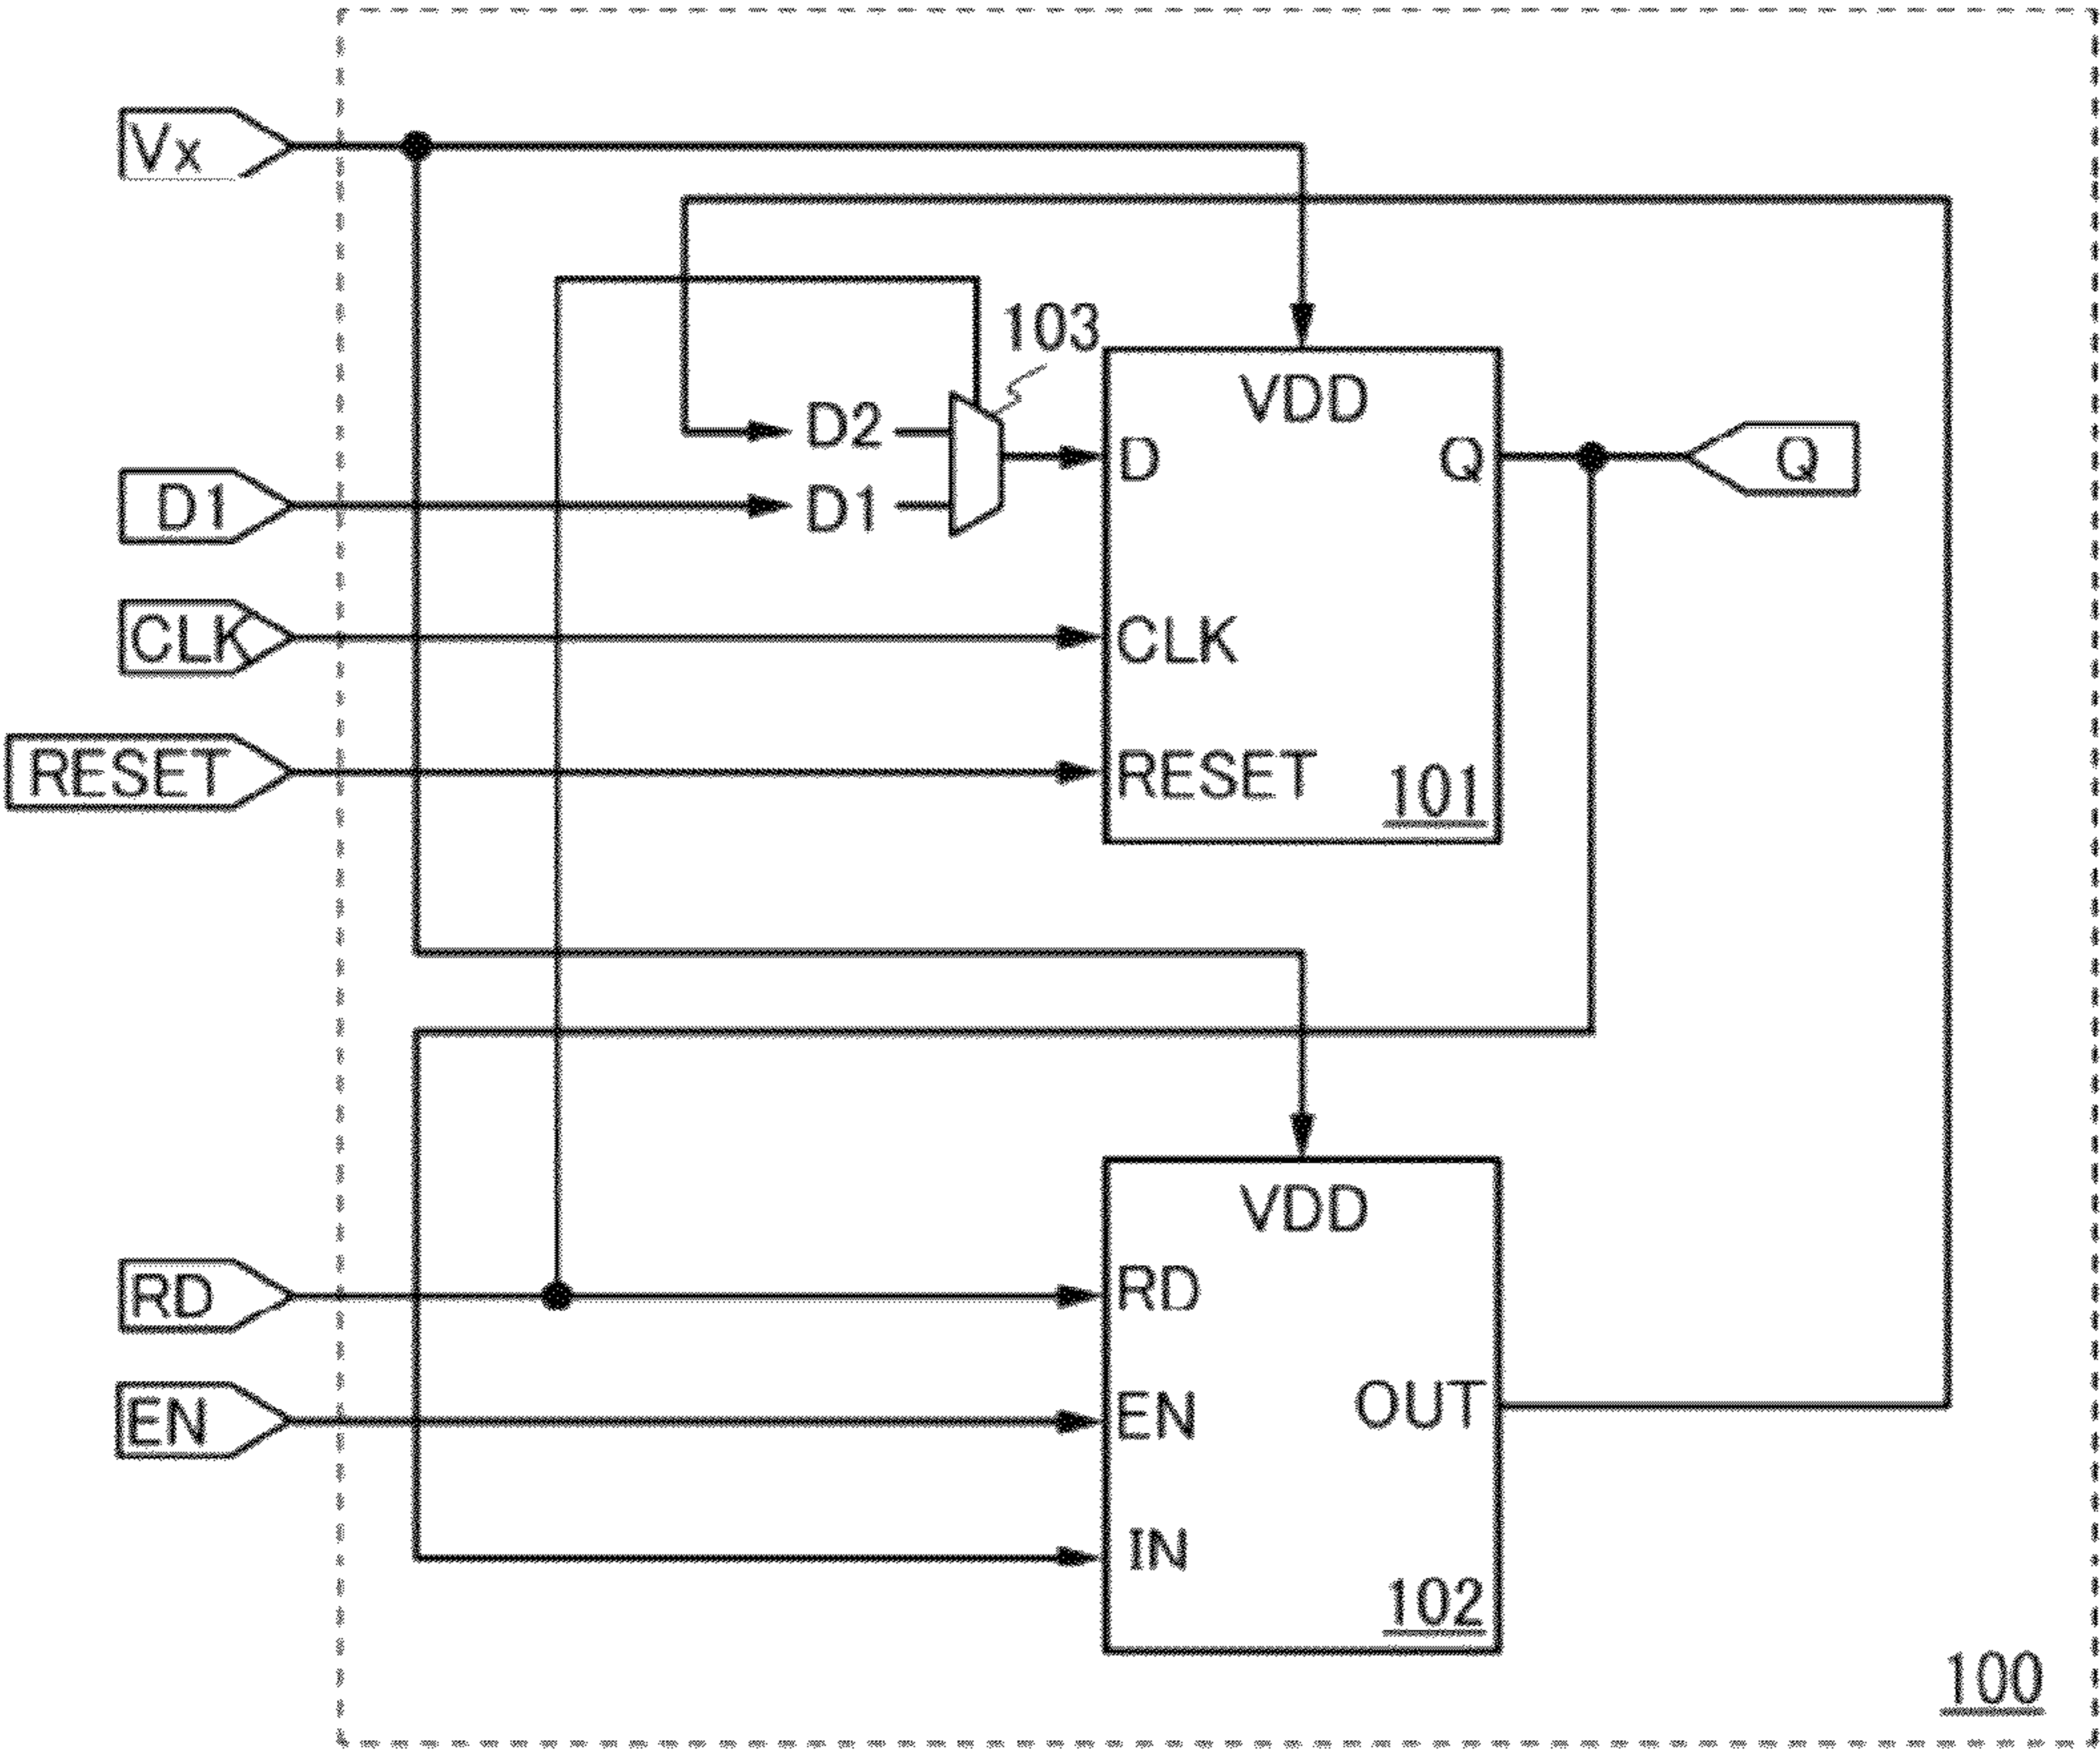 Vx
103
VDD
D2
D
Q
Q
D1
D1
CLK
CLK
RESET
RESET
101
VDD
RD
RD
EN
EN
OUT
IN
102
100